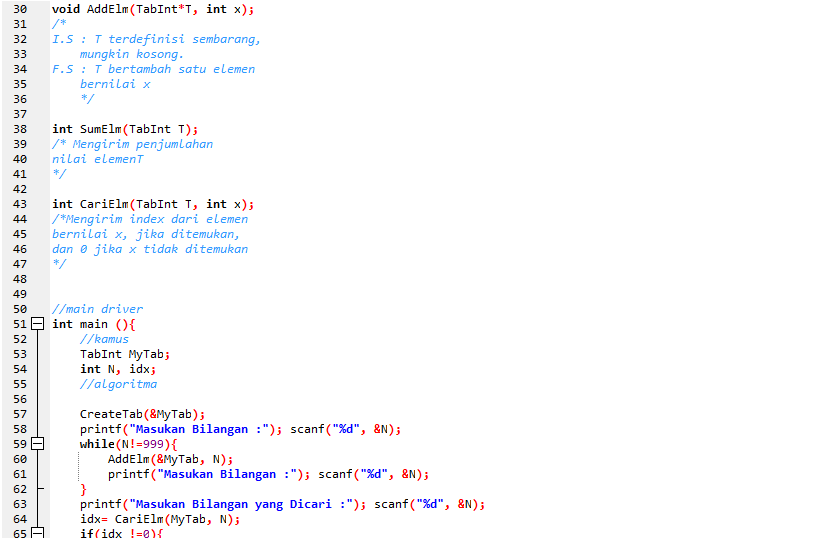 30 void AddElm(TabInt*T, int x);
31 /*
32 I.S : T terdefinisi sembarang,
33     mungkin kosong.
34 F.S : T bertambah satu elemen
35     bernilai x
36     */
37
38 int SumElm(TabInt T);
39 /* Mengirim penjumlahan
40 nilai elemenT
41 */
42
43 int CariElm(TabInt T, int x);
44 /*Mengirim index dari elemen
45 bernilai x, jika ditemukan,
46 dan 0 jika x tidak ditemukan
47 */
48
49
50 //main driver
51 int main (){
52     //kamus
53     TabInt MyTab;
54     int N, idx;
55     //algoritma
56
57     CreateTab(&MyTab);
58     printf("Masukan Bilangan :"); scanf("%d", &N);
59     while(N!=999){
60         AddElm(&MyTab, N);
61         printf("Masukan Bilangan :"); scanf("%d", &N);
62     }
63     printf("Masukan Bilangan yang Dicari :"); scanf("%d", &N);
64     idx= CariElm(MyTab, N);
65     if(idx !=0){